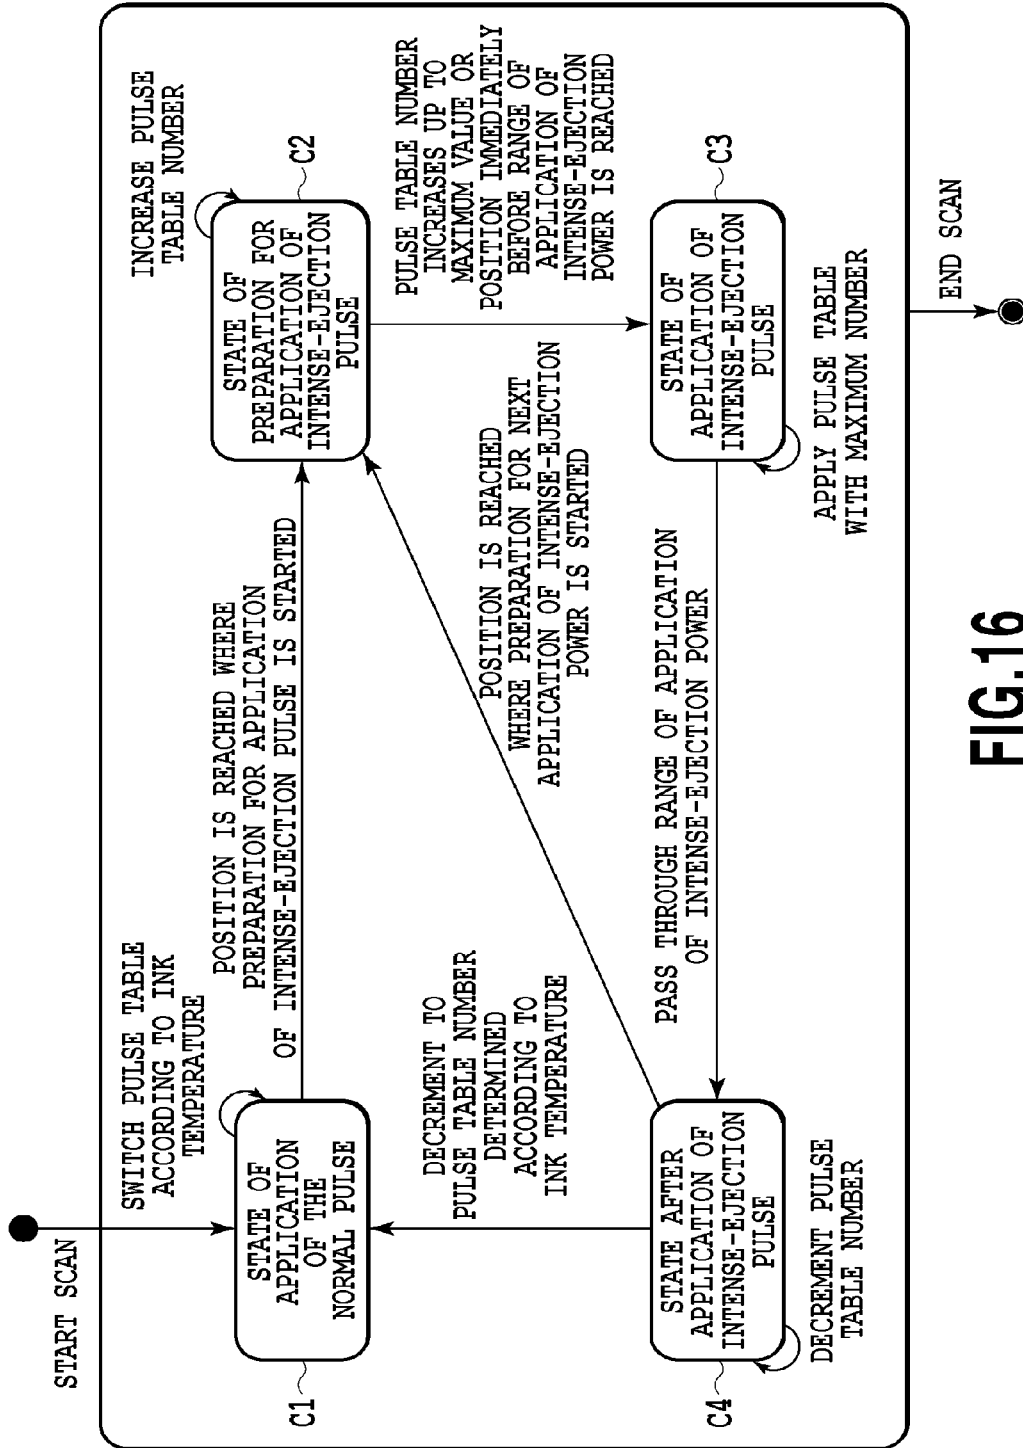 START SCAN
SWITCH PULSE TABLE
ACCORDING TO INK
TEMPERATURE
C1
STATE OF
APPLICATION
OF THE
NORMAL PULSE
POSITION IS REACHED WHERE
PREPARATION FOR APPLICATION
OF INTENSE-EJECTION PULSE IS STARTED
INCREASE PULSE
TABLE NUMBER
STATE OF
PREPARATION FOR
APPLICATION OF
INTENSE-EJECTION
PULSE
C2
PULSE TABLE NUMBER
INCREASES UP TO
MAXIMUM VALUE OR
POSITION IMMEDIATELY
BEFORE RANGE OF
APPLICATION OF
INTENSE-EJECTION
POWER IS REACHED
DECREMENT TO
PULSE TABLE NUMBER
DETERMINED
ACCORDING TO
INK TEMPERATURE
POSITION IS REACHED
WHERE PREPARATION FOR NEXT
APPLICATION OF INTENSE-EJECTION
POWER IS STARTED
C4
STATE AFTER
APPLICATION OF
INTENSE-EJECTION
PULSE
DECREMENT PULSE
TABLE NUMBER
PASS THROUGH RANGE OF APPLICATION
OF INTENSE-EJECTION POWER
STATE OF
APPLICATION OF
INTENSE-EJECTION
PULSE
C3
APPLY PULSE TABLE
WITH MAXIMUM NUMBER
END SCAN
FIG.16